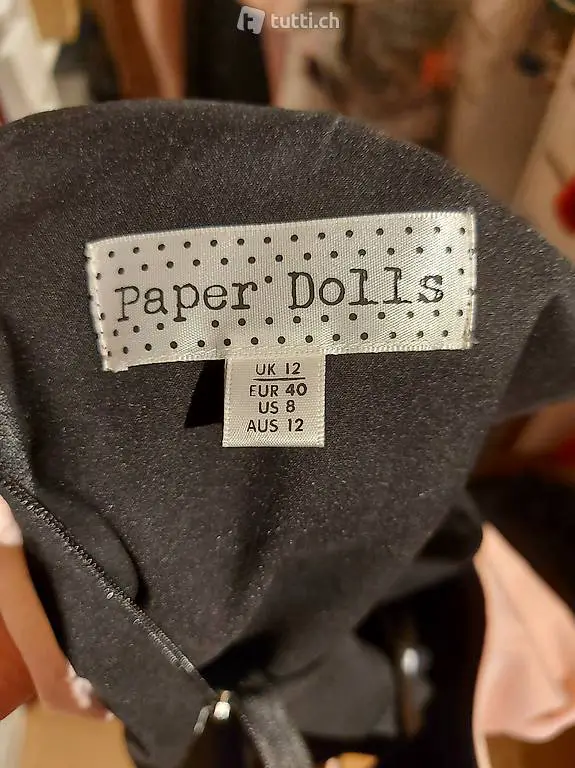 tutti.ch
Paper Dolls
UK 12
EUR 40
US 8
AUS 12